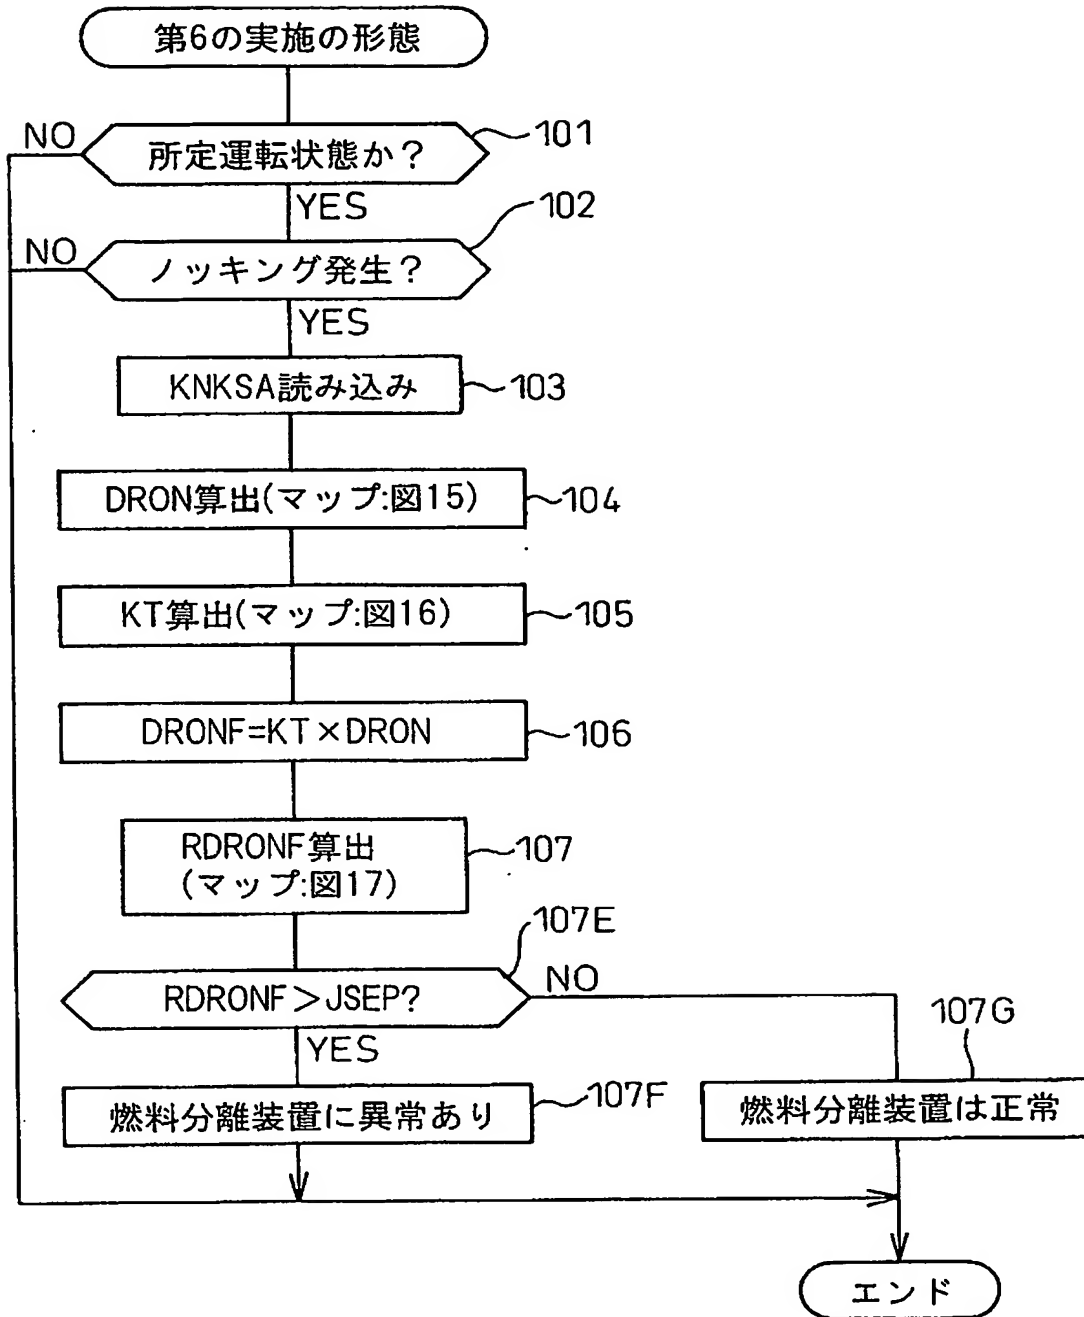 第6の実施の形態
NO
所定運転状態か？
101
YES
102
NO
ノッキング発生？
YES
KNKSA読み込み
103
DRON算出(マップ:図15)
104
KT算出(マップ:図16)
105
DRONF=KT×DRON
106
RDRONF算出
(マップ:図17)
107
107E
RDRONF＞JSEP?
NO
107G
YES
燃料分離装置に異常あり
107F
燃料分離装置は正常
エンド